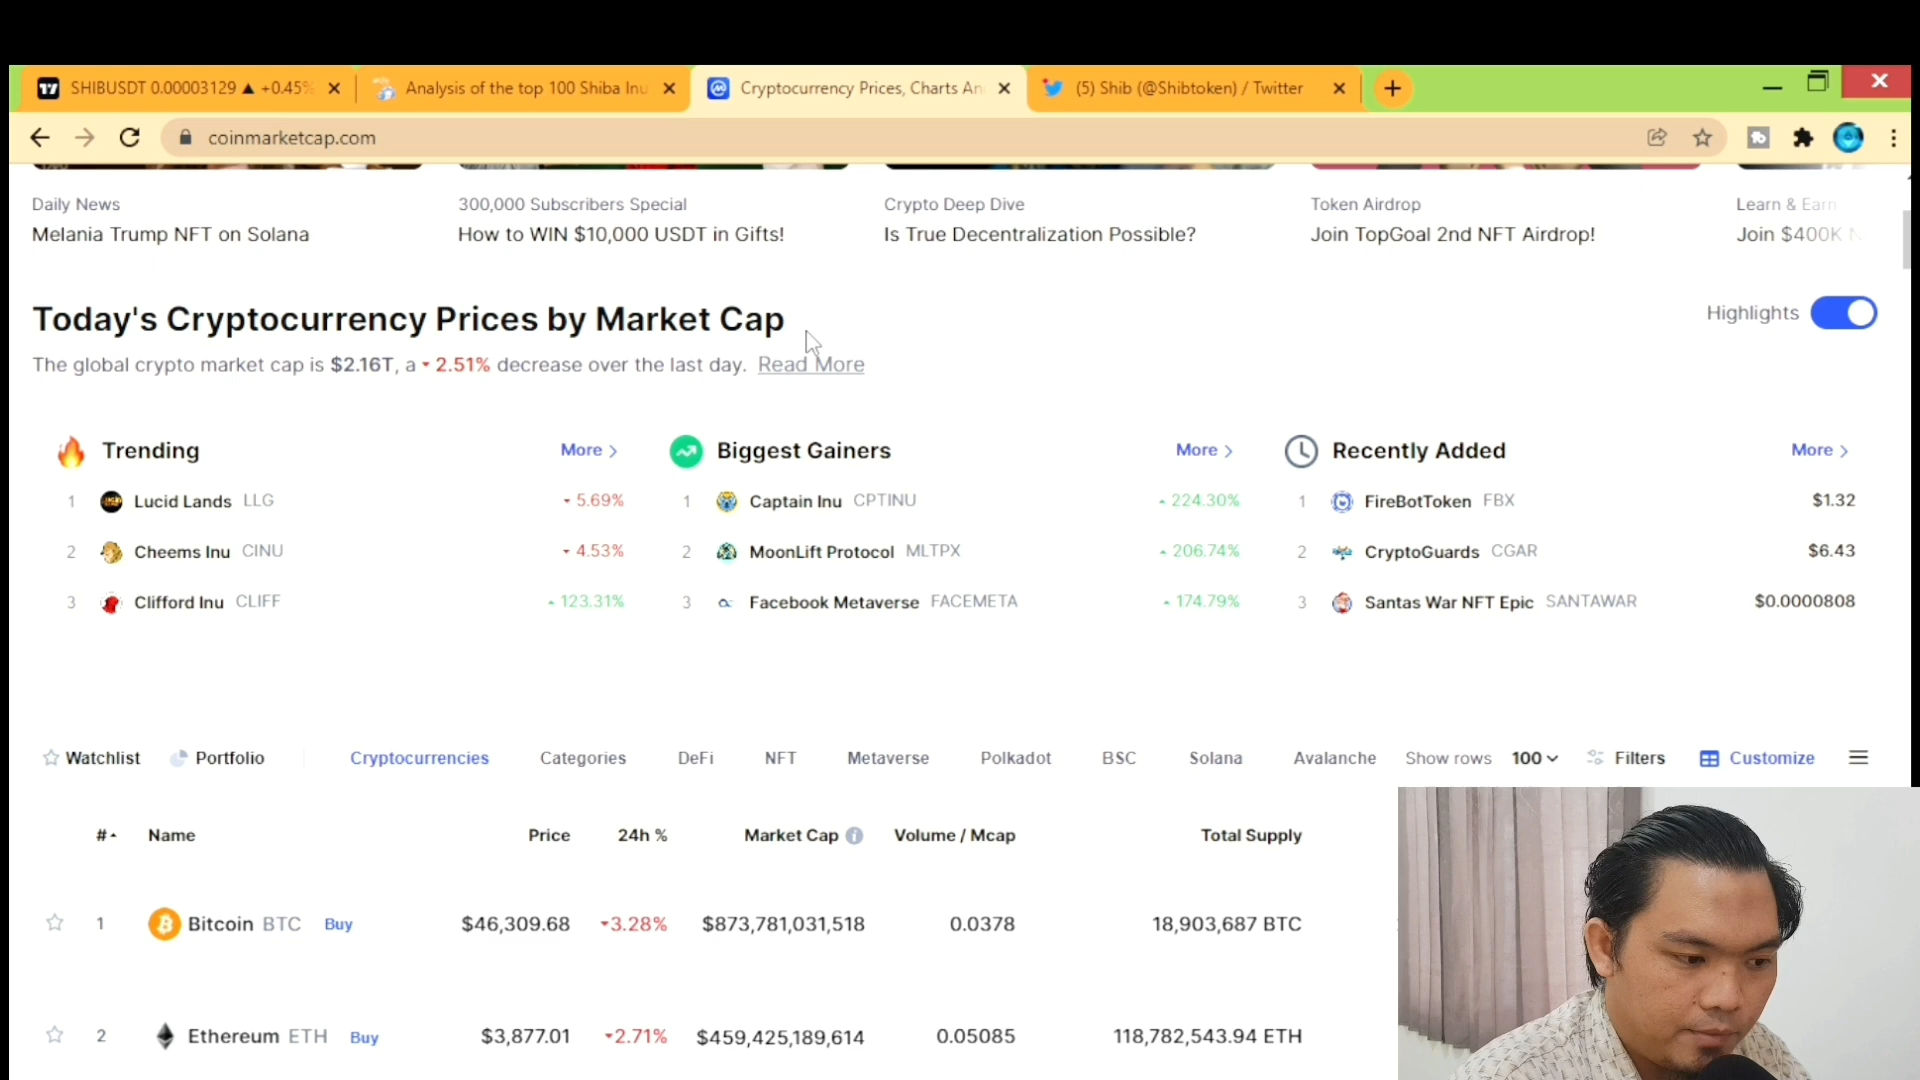 SHIBUSDT 0.00003129 ▲ +0.45%
Analysis of the top 100 Shiba Inu
Cryptocurrency Prices, Charts An
(5) Shib (@Shibtoken) / Twitter
coinmarketcap.com
Daily News
Melania Trump NFT on Solana
300,000 Subscribers Special
How to WIN $10,000 USDT in Gifts!
Crypto Deep Dive
Is True Decentralization Possible?
Token Airdrop
Join TopGoal 2nd NFT Airdrop!
Learn & Earn
Join $400K N
Today's Cryptocurrency Prices by Market Cap
Highlights
The global crypto market cap is $2.16T, a 2.51% decrease over the last day. Read More
Trending More >
1 Lucid Lands LLG 5.69%
2 Cheems Inu CINU 4.53%
3 Clifford Inu CLIFF 123.31%
Biggest Gainers More >
1 Captain Inu CPTINU 224.30%
2 MoonLift Protocol MLTPX 206.74%
3 Facebook Metaverse FACEMETA 174.79%
Recently Added More >
1 FireBotToken FBX $1.32
2 CryptoGuards CGAR $6.43
3 Santas War NFT Epic SANTAWAR $0.0000808
Watchlist Portfolio Cryptocurrencies Categories DeFi NFT Metaverse Polkadot BSC Solana Avalanche Show rows 100 Filters Customize
# Name Price 24h % Market Cap Volume / Mcap Total Supply
1 Bitcoin BTC Buy $46,309.68 3.28% $873,781,031,518 0.0378 18,903,687 BTC
2 Ethereum ETH Buy $3,877.01 2.71% $459,425,189,614 0.05085 118,782,543.94 ETH